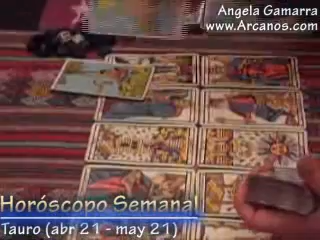 Angela Gamarra
www.Arcanos.com
Horóscopo Semanal
Tauro (abr 21 - may 21)